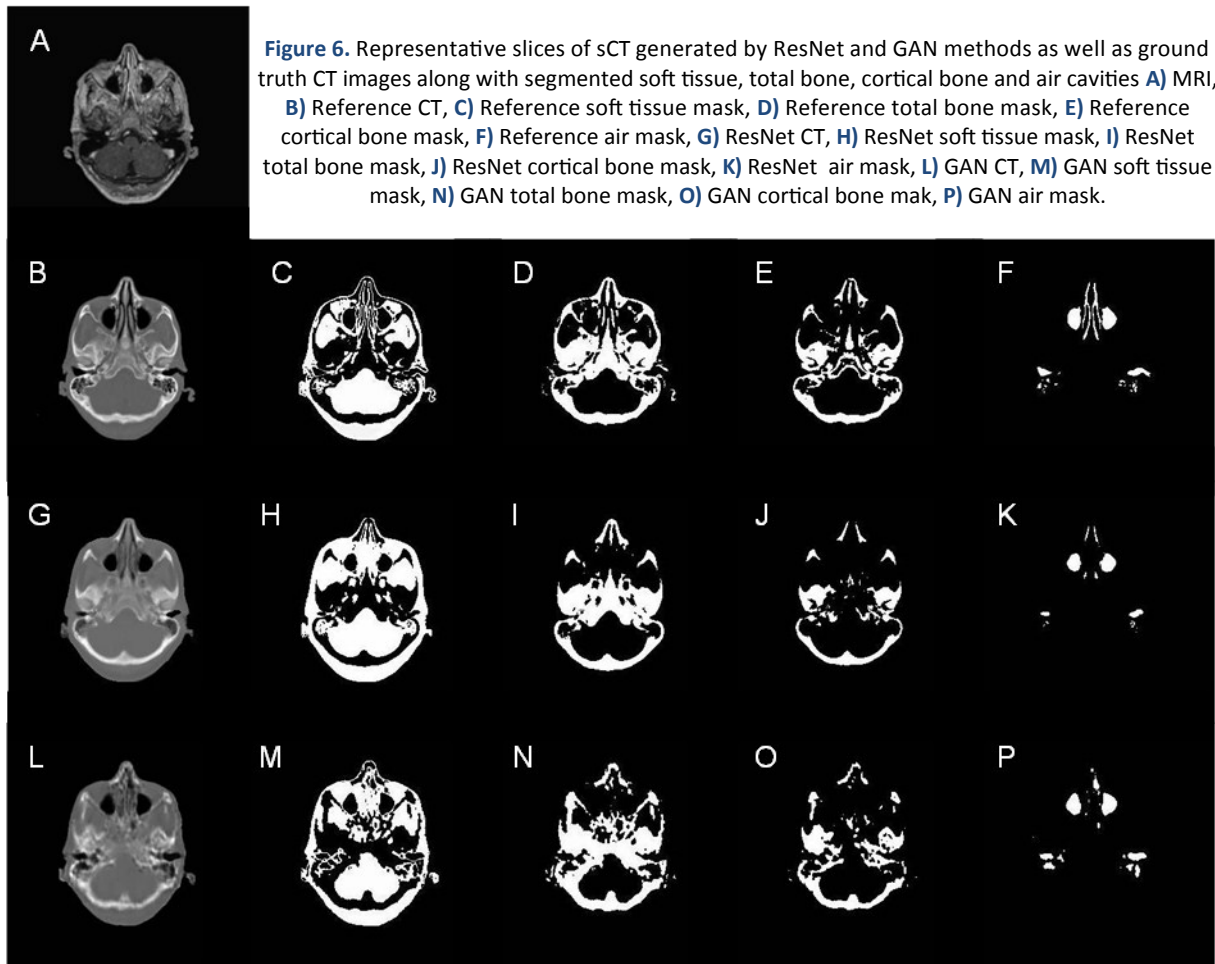 A
Figure 6. Representative slices of sCT generated by ResNet and GAN methods as well as ground
truth CT images along with segmented soft tissue, total bone, cortical bone and air cavities A) MRI,
B) Reference CT, C) Reference soft tissue mask, D) Reference total bone mask, E) Reference
cortical bone mask, F) Reference air mask, G) ResNet CT, H) ResNet soft tissue mask, I) ResNet
total bone mask, J) ResNet cortical bone mask, K) ResNet air mask, L) GAN CT, M) GAN soft tissue
mask, N) GAN total bone mask, O) GAN cortical bone mak, P) GAN air mask.
B C D E F
G H I J K
L M N O P